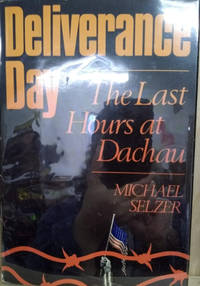 Deliverance
Day
The Last
Hours at
Dachau
MICHAEL
SELZER